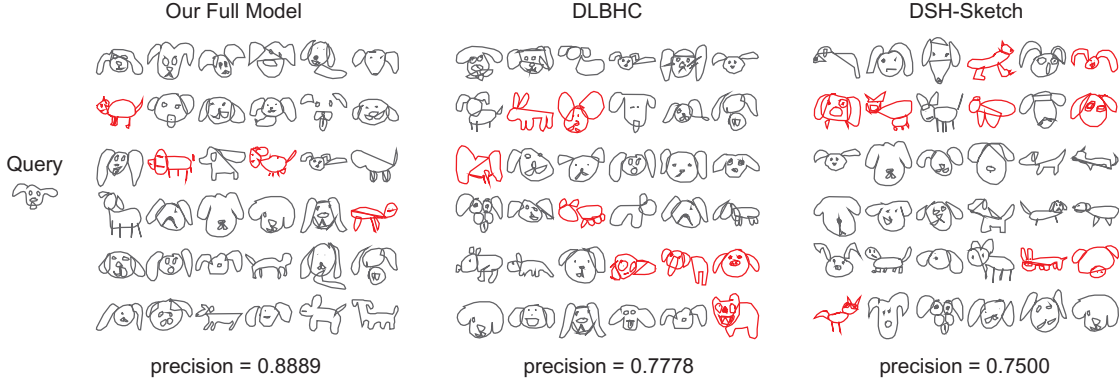 Our Full Model
DLBHC
DSH-Sketch
Query
precision = 0.8889
precision = 0.7778
precision = 0.7500